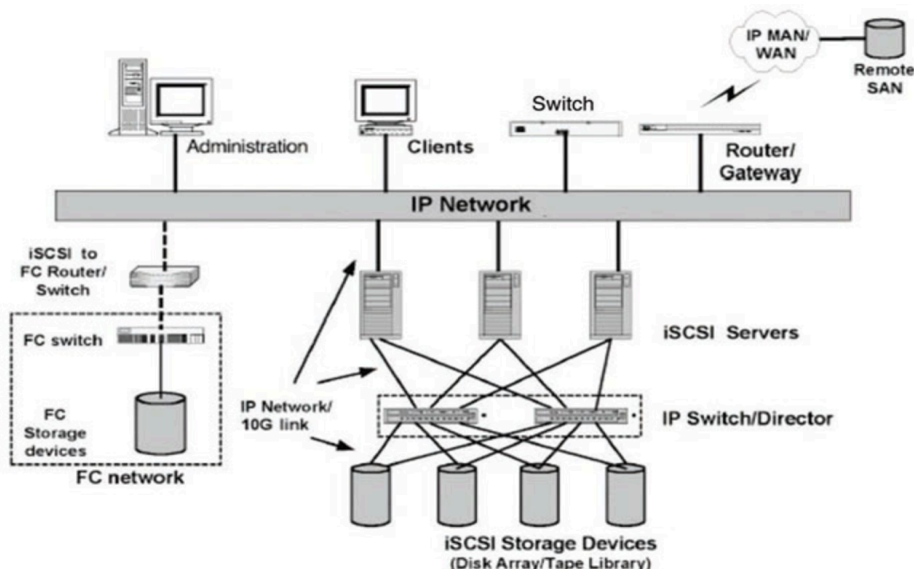 IP MAN/
WAN
Remote
SAN
Switch
Administration
Clients
Router/
Gateway
IP Network
iSCSI to
FC Router/
Switch
FC switch
iSCSI Servers
FC
Storage
devices
IP Network/
10G link
IP Switch/Director
FC network
iSCSI Storage Devices
(Disk Array/Tape Library)